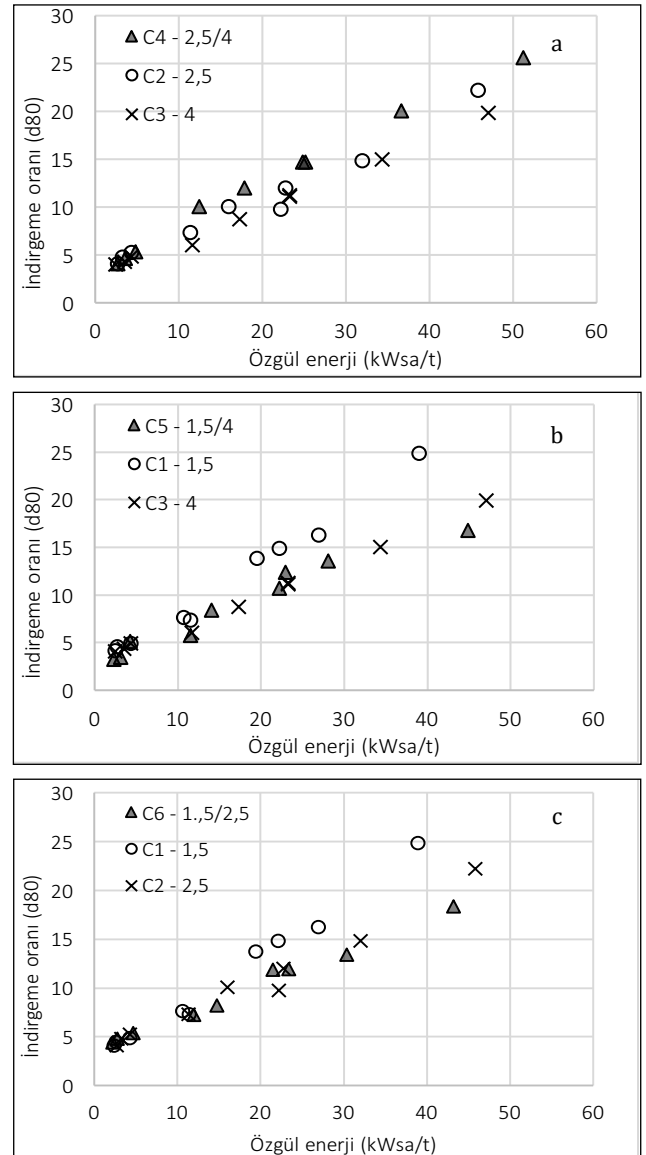 a
C4 - 2,5/4
C2 - 2,5
C3 - 4
İndirgeme oranı (d80)
30
25
20
15
10
5
0
0 10 20 30 40 50 60
Özgül enerji (kWsa/t)
b
C5 - 1,5/4
C1 - 1,5
C3 - 4
İndirgeme oranı (d80)
30
25
20
15
10
5
0
0 10 20 30 40 50 60
Özgül enerji (kWsa/t)
c
C6 - 1.,5/2,5
C1 - 1,5
C2 - 2,5
İndirgeme oranı (d80)
30
25
20
15
10
5
0
0 10 20 30 40 50 60
Özgül enerji (kWsa/t)